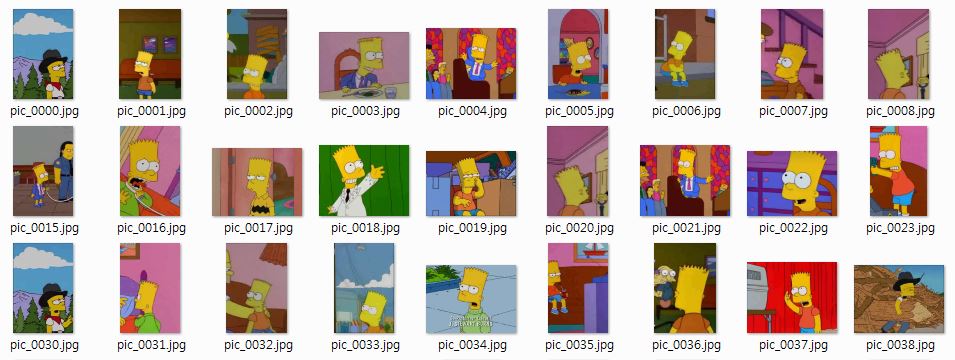 pic_0000.jpg pic_0001.jpg pic_0002.jpg pic_0003.jpg pic_0004.jpg pic_0005.jpg pic_0006.jpg pic_0007.jpg pic_0008.jpg
pic_0015.jpg pic_0016.jpg pic_0017.jpg pic_0018.jpg pic_0019.jpg pic_0020.jpg pic_0021.jpg pic_0022.jpg pic_0023.jpg
J. STEWART BURNS
pic_0030.jpg pic_0031.jpg pic_0032.jpg pic_0033.jpg pic_0034.jpg pic_0035.jpg pic_0036.jpg pic_0037.jpg pic_0038.jpg